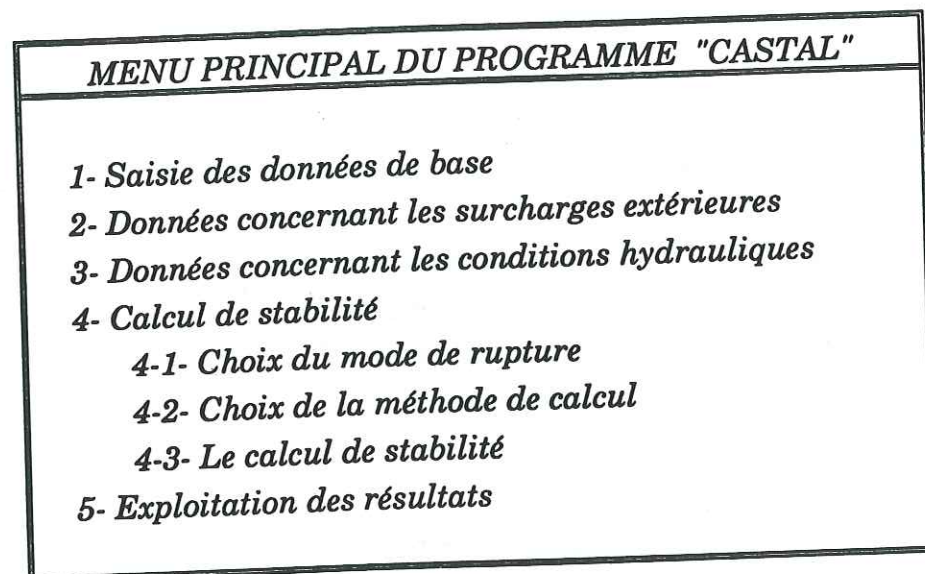 MENU PRINCIPAL DU PROGRAMME "CASTAL"
1- Saisie des données de base
2- Données concernant les surcharges extérieures
3- Données concernant les conditions hydrauliques
4- Calcul de stabilité
4-1- Choix du mode de rupture
4-2- Choix de la méthode de calcul
4-3- Le calcul de stabilité
5- Exploitation des résultats